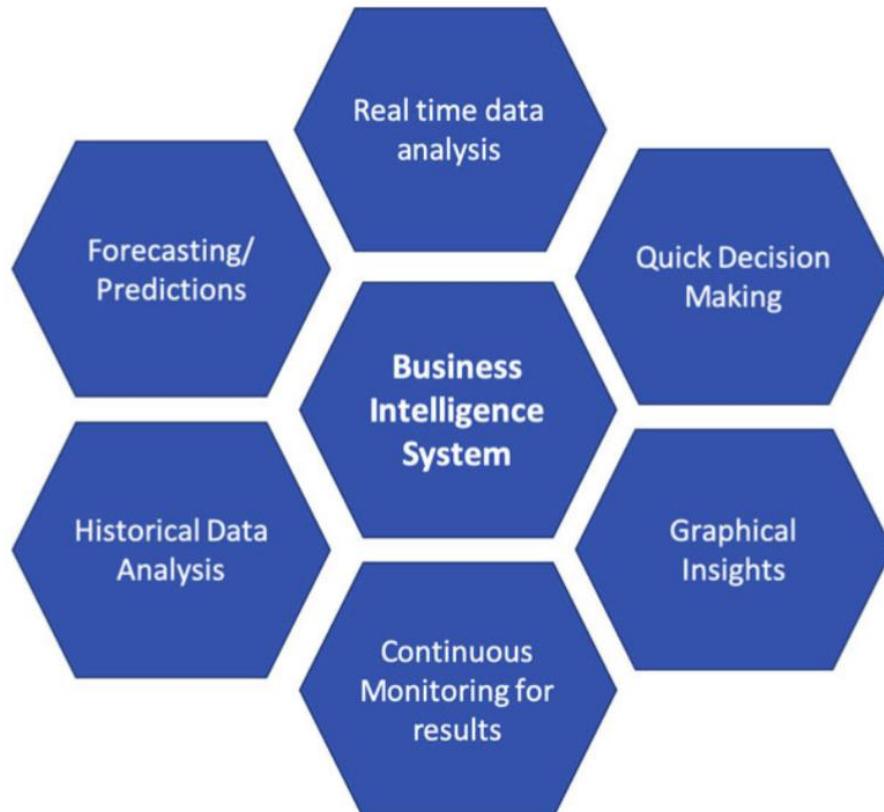 Real time data
analysis
Forecasting/
Predictions
Quick Decision
Making
Business
Intelligence
System
Historical Data
Analysis
Graphical
Insights
Continuous
Monitoring for
results